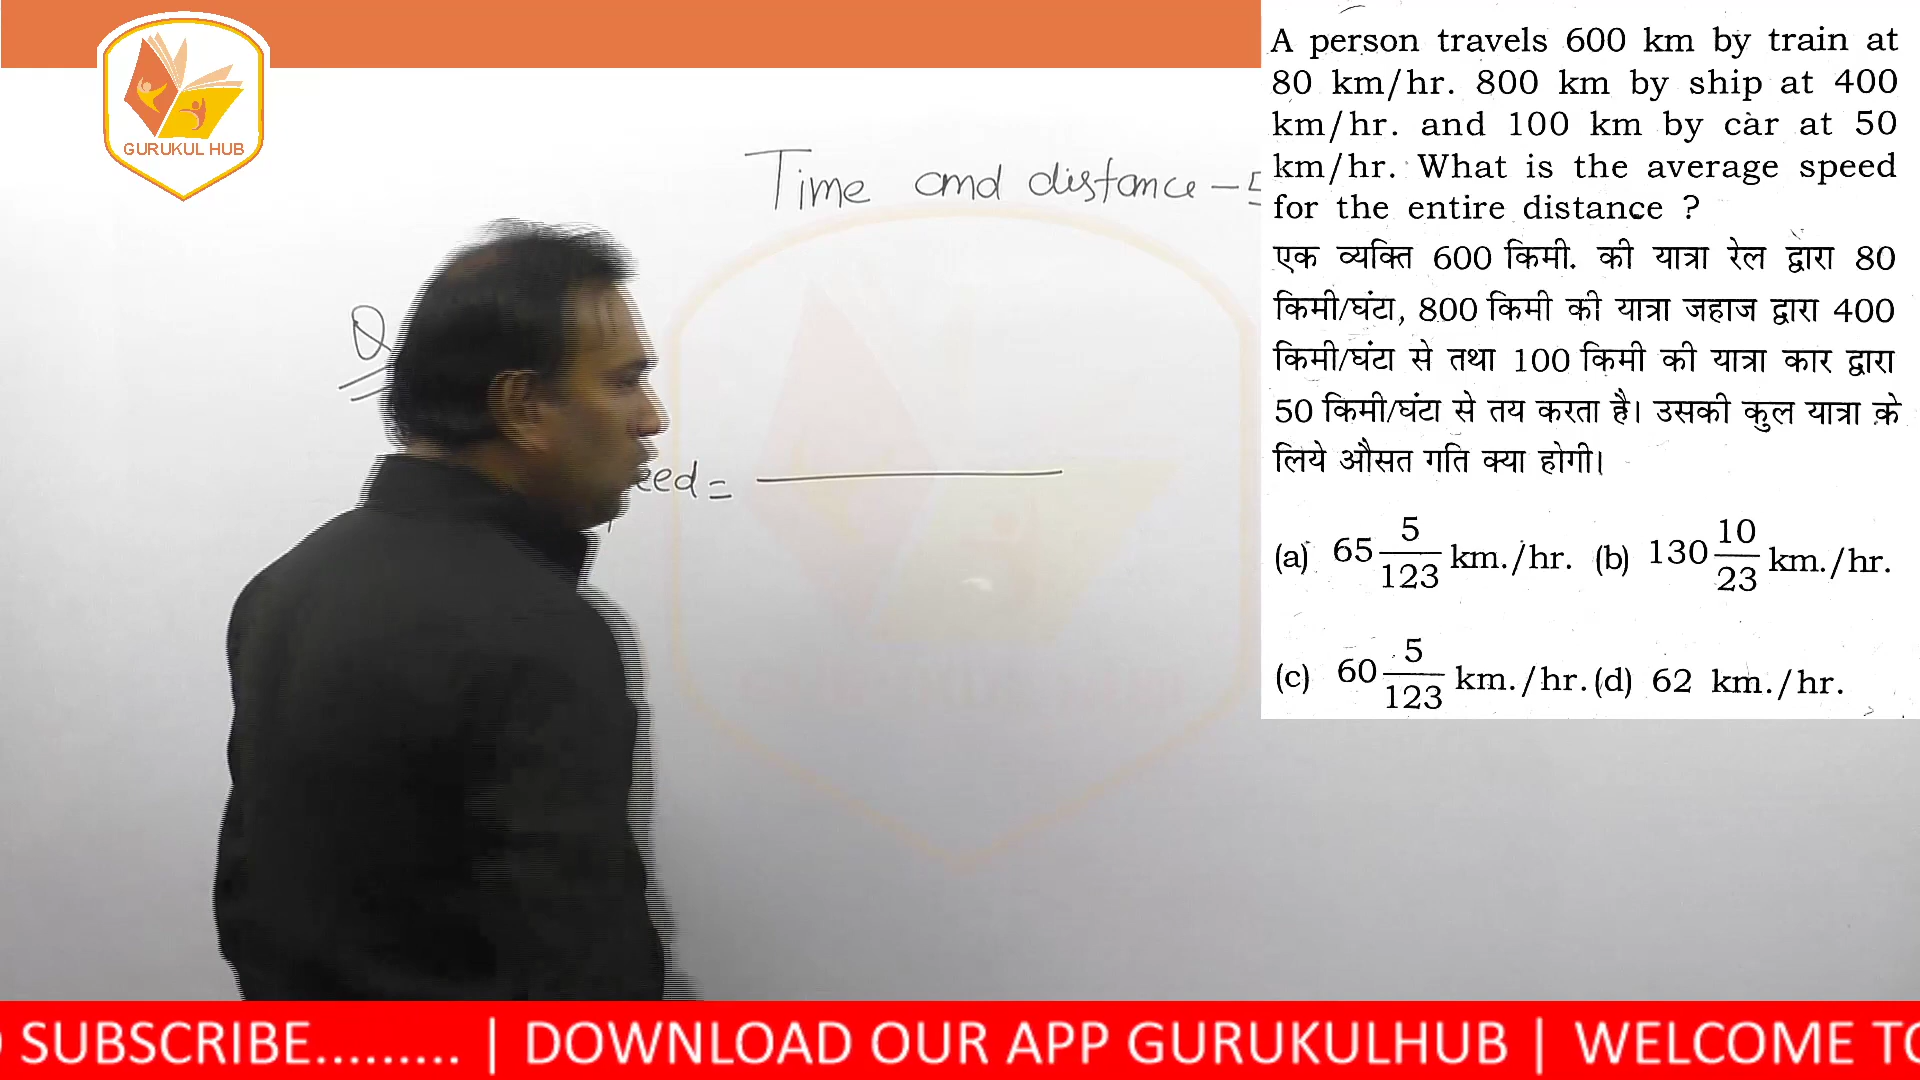 GURUKUL HUB
Time and distance - 5
Q
eed =
A person travels 600 km by train at
80 km/hr. 800 km by ship at 400
km/hr. and 100 km by car at 50
km/hr. What is the average speed
for the entire distance ?
एक व्यक्ति 600 किमी. की यात्रा रेल द्वारा 80
किमी/घंटा, 800 किमी की यात्रा जहाज द्वारा 400
किमी/घंटा से तथा 100 किमी की यात्रा कार द्वारा
50 किमी/घंटा से तय करता है। उसकी कुल यात्रा के
लिये औसत गति क्या होगी।
(a) 65 5/123 km./hr. (b) 130 10/23 km./hr.
(c) 60 5/123 km./hr. (d) 62 km./hr.
SUBSCRIBE......... | DOWNLOAD OUR APP GURUKULHUB | WELCOME TO